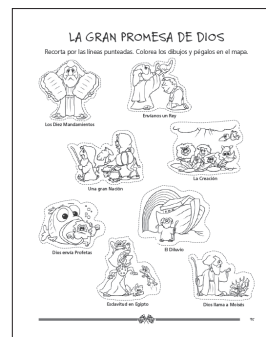 LA GRAN PROMESA DE DIOS
Recorta por las líneas punteadas. Colorea los dibujos y pégalos en el mapa.
Los Diez Mandamientos
Envíanos un Rey
Una gran Nación
La Creación
Dios envía Profetas
El Diluvio
Esclavitud en Egipto
Dios llama a Moisés